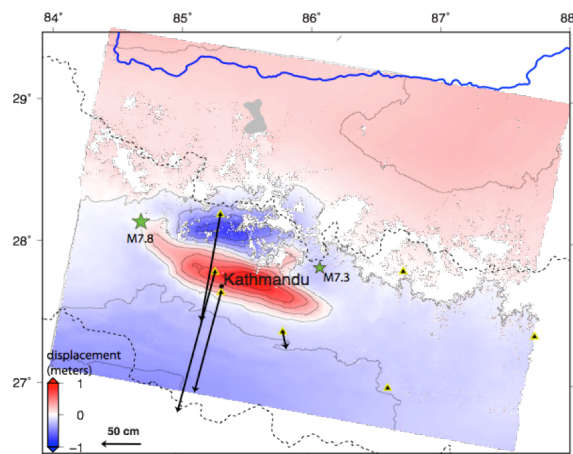 84° 85° 86° 87° 88°
29°
28°
M7.8
M7.3
Kathmandu
27°
displacement
(meters)
1
0
−1
50 cm